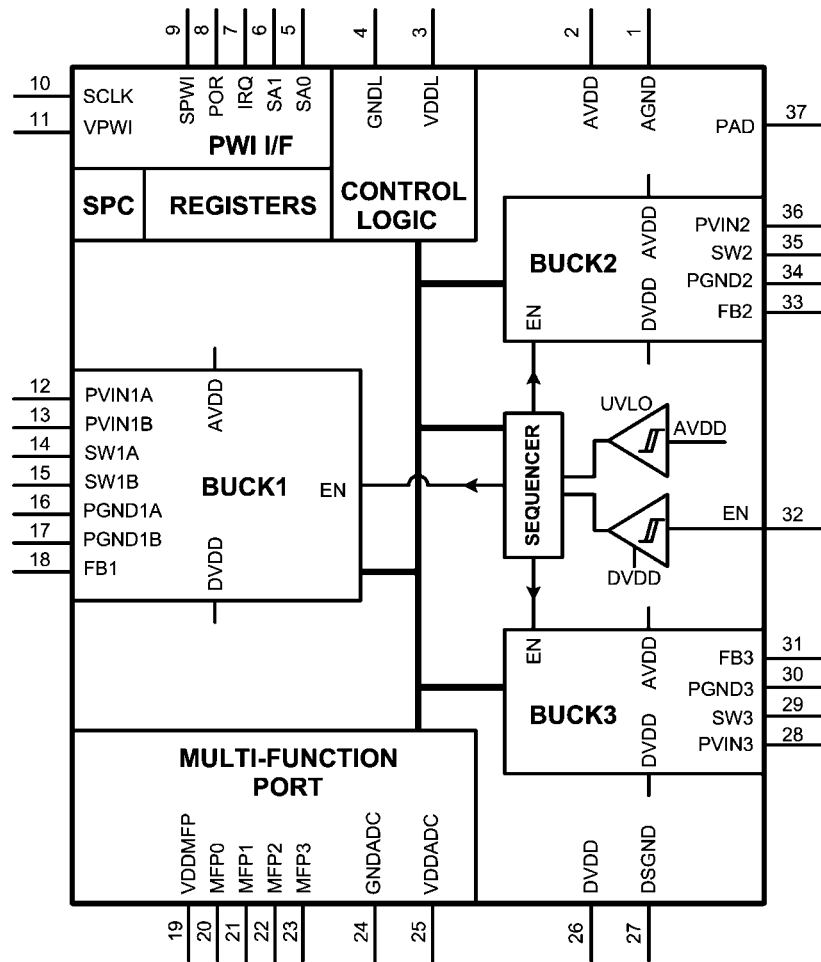 9
8
7
6
5
4
3
2
1
10
SCLK
SPWI
POR
IRQ
SA1
SA0
GNDL
VDDL
AVDD
AGND
PAD
37
11
VPWI
PWI I/F
SPC
REGISTERS
CONTROL
LOGIC
BUCK2
AVDD
DVDD
EN
PVIN2
36
SW2
35
PGND2
34
FB2
33
12
PVIN1A
13
PVIN1B
14
SW1A
15
SW1B
16
PGND1A
17
PGND1B
18
FB1
AVDD
BUCK1
EN
DVDD
SEQUENCER
UVLO
AVDD
EN
32
DVDD
EN
BUCK3
AVDD
DVDD
FB3
31
PGND3
30
SW3
29
PVIN3
28
MULTI-FUNCTION
PORT
VDDMFP
MFP0
MFP1
MFP2
MFP3
GNDADC
VDDADC
DVDD
DSGND
19
20
21
22
23
24
25
26
27